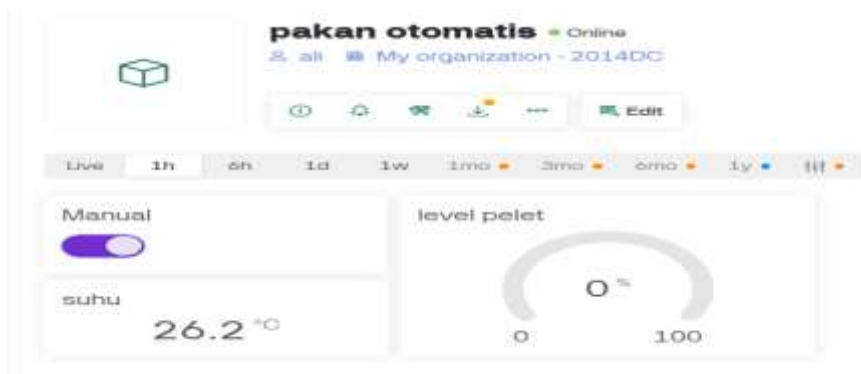 pakan otomatis • Online
ali My organization - 2014DC
Edit
Live 1h 6h 1d 1w 1mo 3mo 6mo 1y
Manual
level pelet
0 %
0 100
suhu
26.2 °C